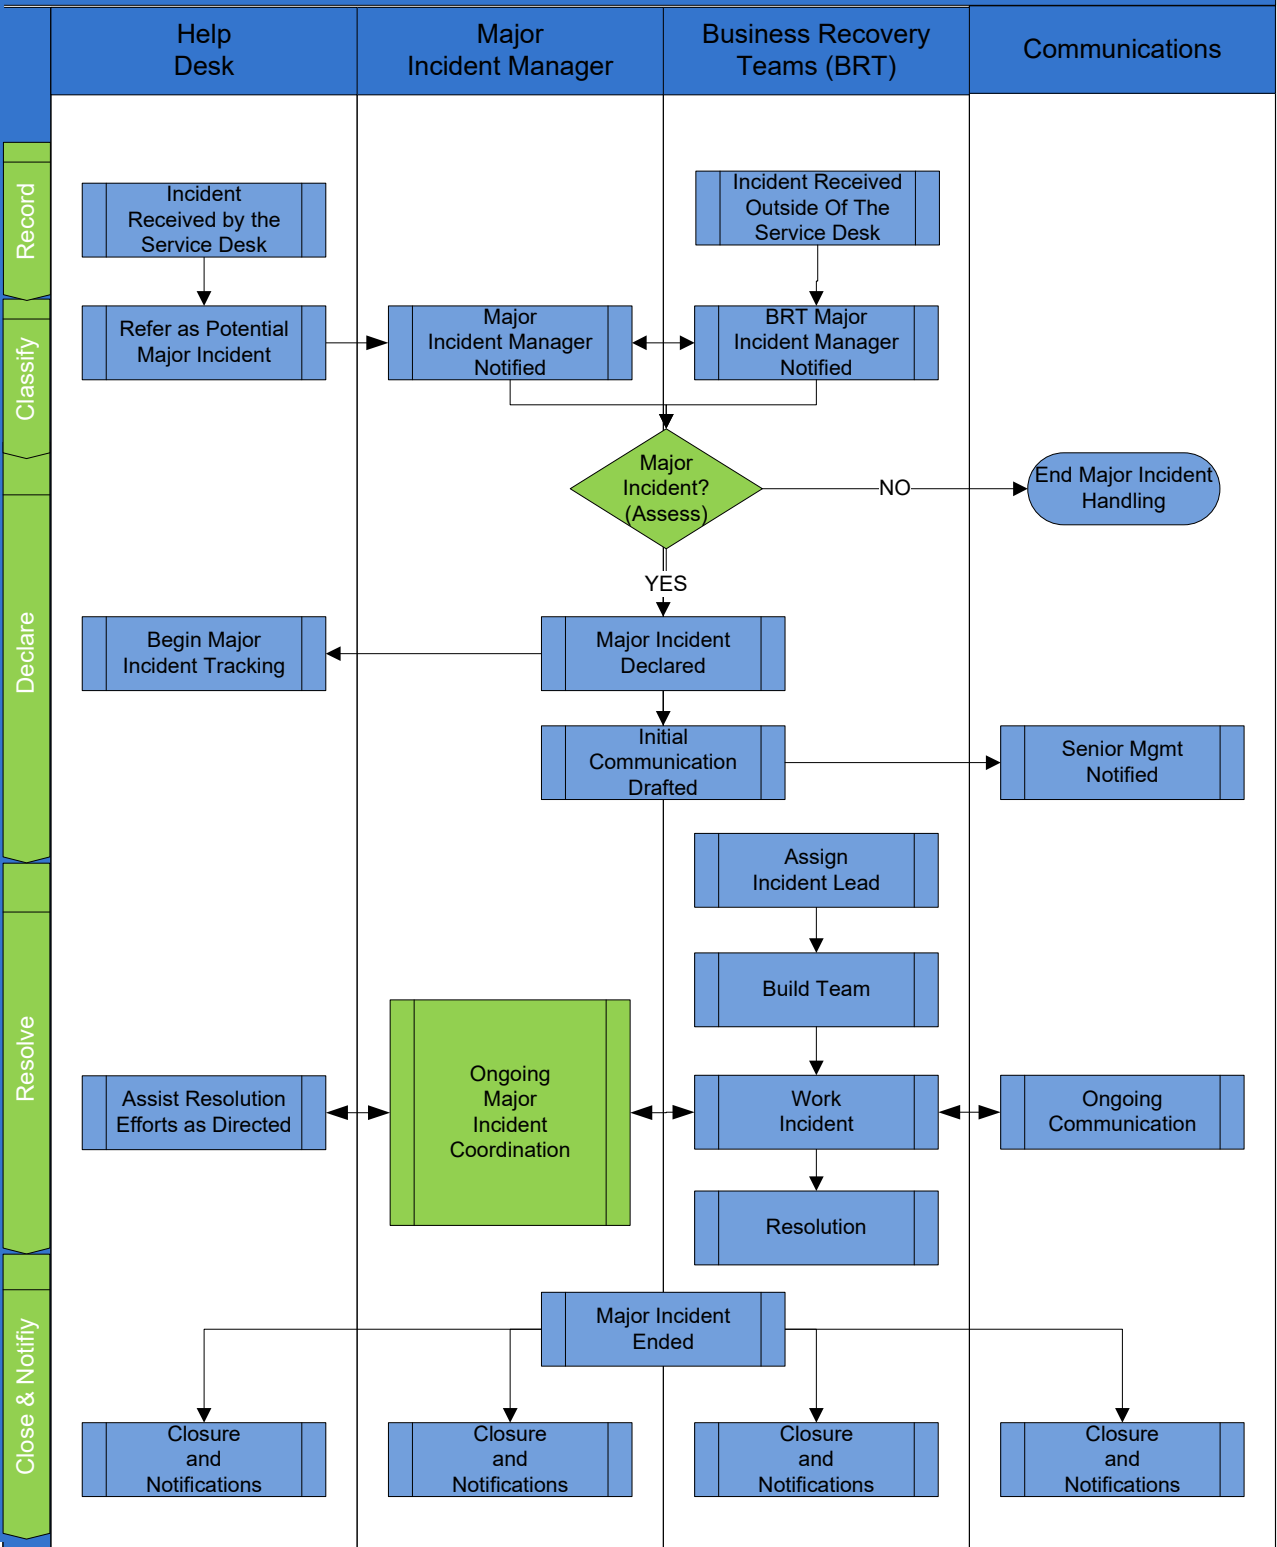 Help
Desk
Major
Incident Manager
Business Recovery
Teams (BRT)
Communications
Record
Incident
Received by the
Service Desk
Incident Received
Outside Of The
Service Desk
Classify
Refer as Potential
Major Incident
Major
Incident Manager
Notified
BRT Major
Incident Manager
Notified
Major
Incident?
(Assess)
NO
End Major Incident
Handling
YES
Declare
Begin Major
Incident Tracking
Major Incident
Declared
Initial
Communication
Drafted
Senior Mgmt
Notified
Resolve
Assign
Incident Lead
Build Team
Assist Resolution
Efforts as Directed
Ongoing
Major
Incident
Coordination
Work
Incident
Ongoing
Communication
Resolution
Close & Notifiy
Major Incident
Ended
Closure
and
Notifications
Closure
and
Notifications
Closure
and
Notifications
Closure
and
Notifications